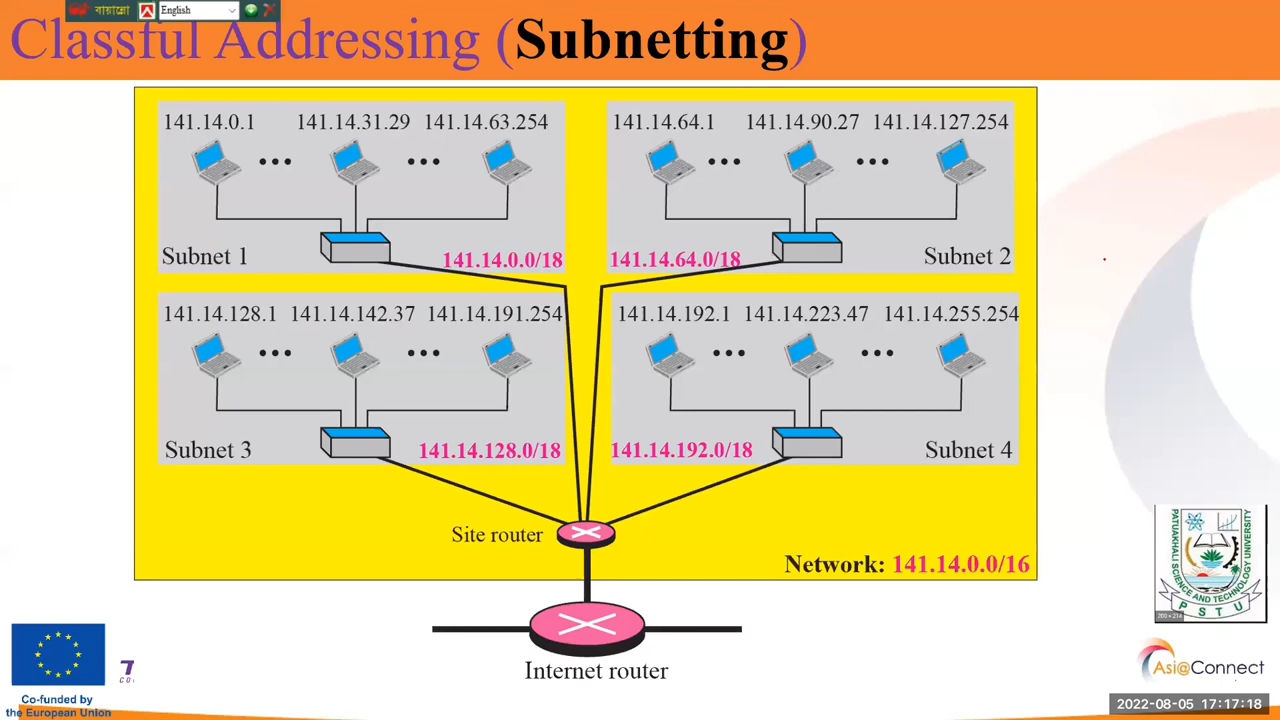 বায়ান্নো
English
Classful Addressing (Subnetting)
141.14.0.1 141.14.31.29 141.14.63.254
Subnet 1
141.14.0.0/18
141.14.64.1 141.14.90.27 141.14.127.254
141.14.64.0/18
Subnet 2
141.14.128.1 141.14.142.37 141.14.191.254
Subnet 3
141.14.128.0/18
141.14.192.1 141.14.223.47 141.14.255.254
141.14.192.0/18
Subnet 4
Site router
Network: 141.14.0.0/16
Internet router
PATUAKHALI SCIENCE AND TECHNOLOGY UNIVERSITY
PSTU
Co-funded by
the European Union
Asi@Connect
2022-08-05 17:17:18